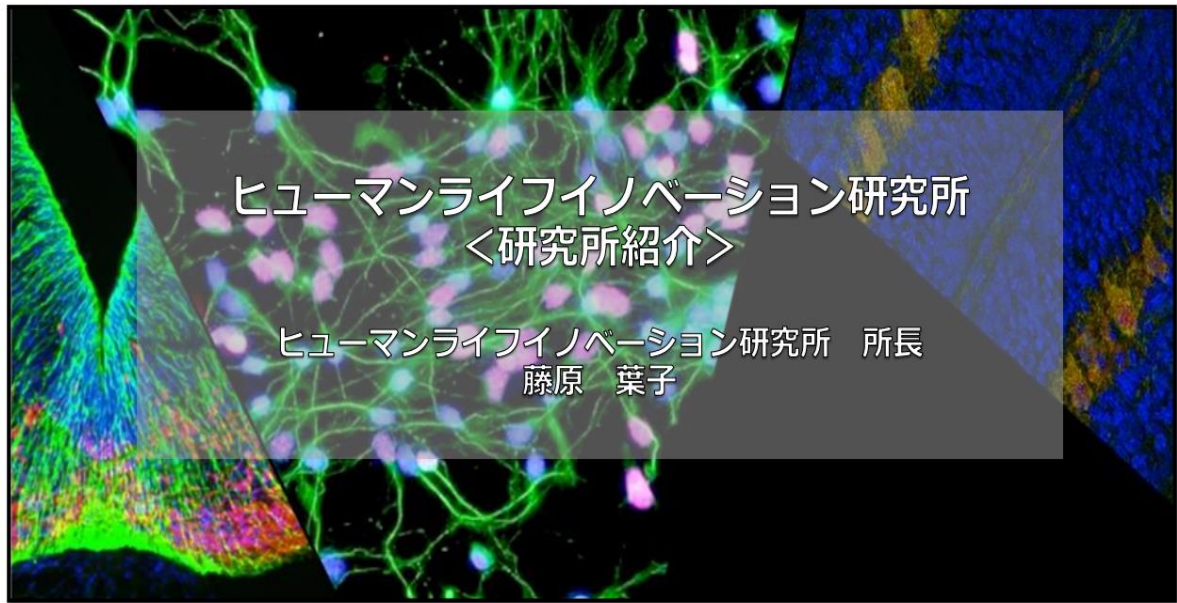 ヒューマンライフイノベーション研究所
＜研究所紹介＞
ヒューマンライフイノベーション研究所　所長
藤原　葉子